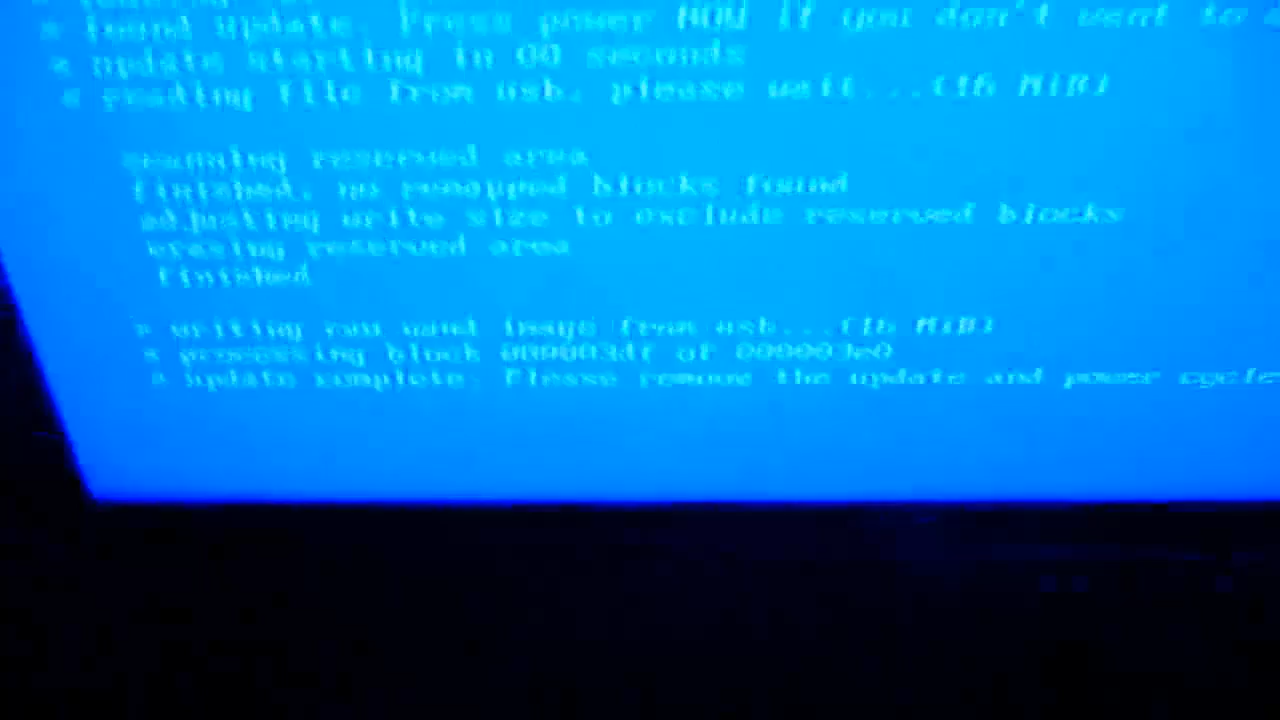 * found update. Press power NOW if you don't want to
* update starting in 00 seconds
* reading file from usb, please wait...(16 MiB)
scanning reserved area
finished, no remapped blocks found
adjusting write size to exclude reserved blocks
erasing reserved area
finished
* writing raw nand image from usb...(16 MiB)
* processing block 000003df of 000003e0
* update complete. Please remove the update and power cycle